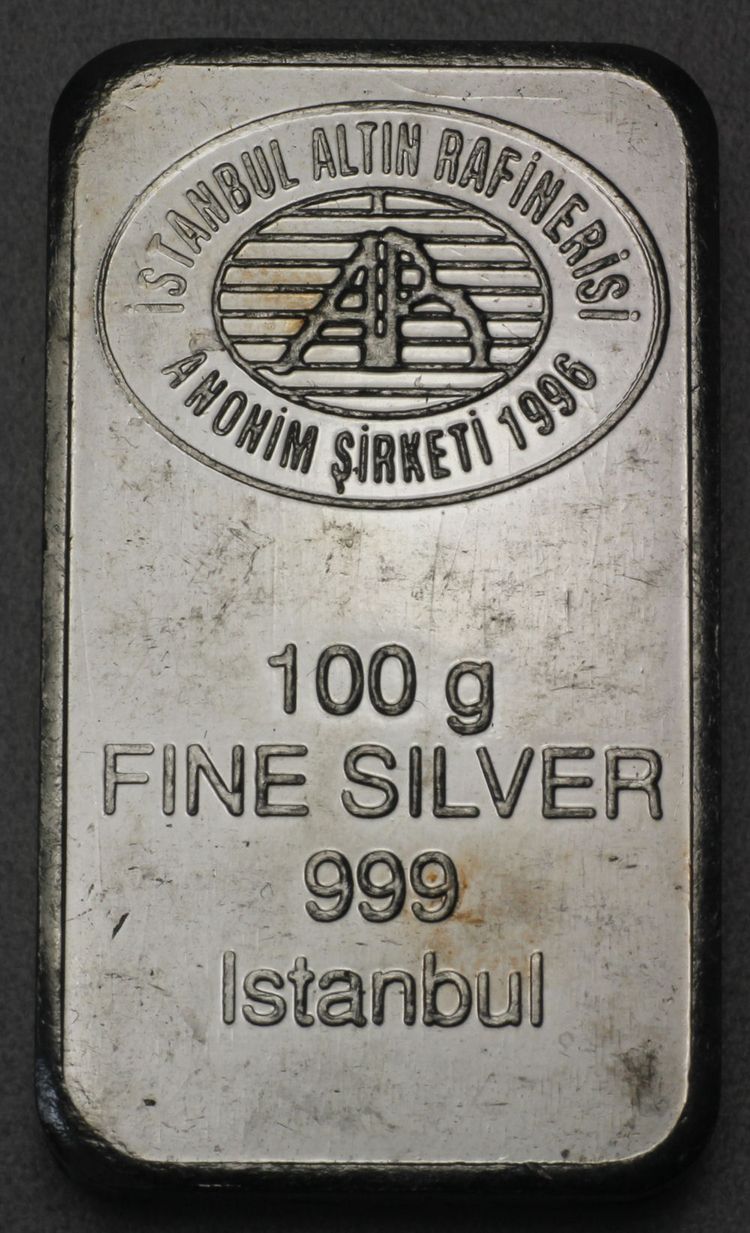 İSTANBUL ALTIN RAFİNERİSİ
ANONİM ŞİRKETİ 1996
100 g
FINE SILVER
999
Istanbul